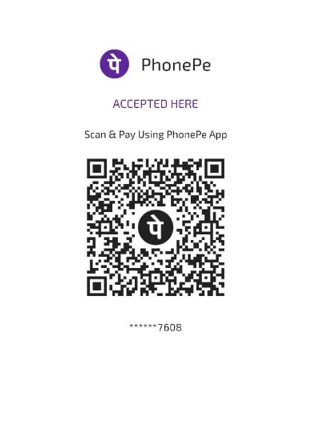 पे PhonePe
ACCEPTED HERE
Scan & Pay Using PhonePe App
पे
******7608